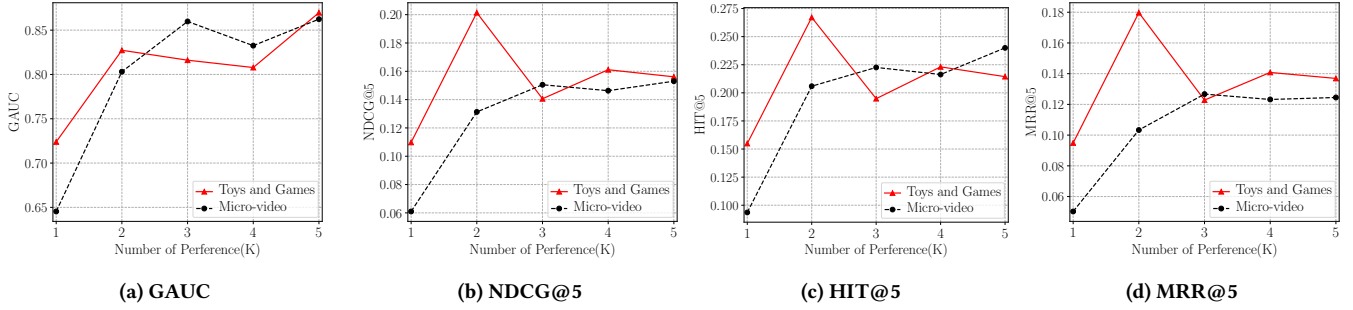 0.85
0.80
0.75
0.70
0.65
GAUC
1 2 3 4 5
Number of Perference(K)
Toys and Games
Micro-video
(a) GAUC
0.20
0.18
0.16
0.14
0.12
0.10
0.08
0.06
NDCG@5
1 2 3 4 5
Number of Perference(K)
Toys and Games
Micro-video
(b) NDCG@5
0.275
0.250
0.225
0.200
0.175
0.150
0.125
0.100
HIT@5
1 2 3 4 5
Number of Perference(K)
Toys and Games
Micro-video
(c) HIT@5
0.18
0.16
0.14
0.12
0.10
0.08
0.06
MRR@5
1 2 3 4 5
Number of Perference(K)
Toys and Games
Micro-video
(d) MRR@5